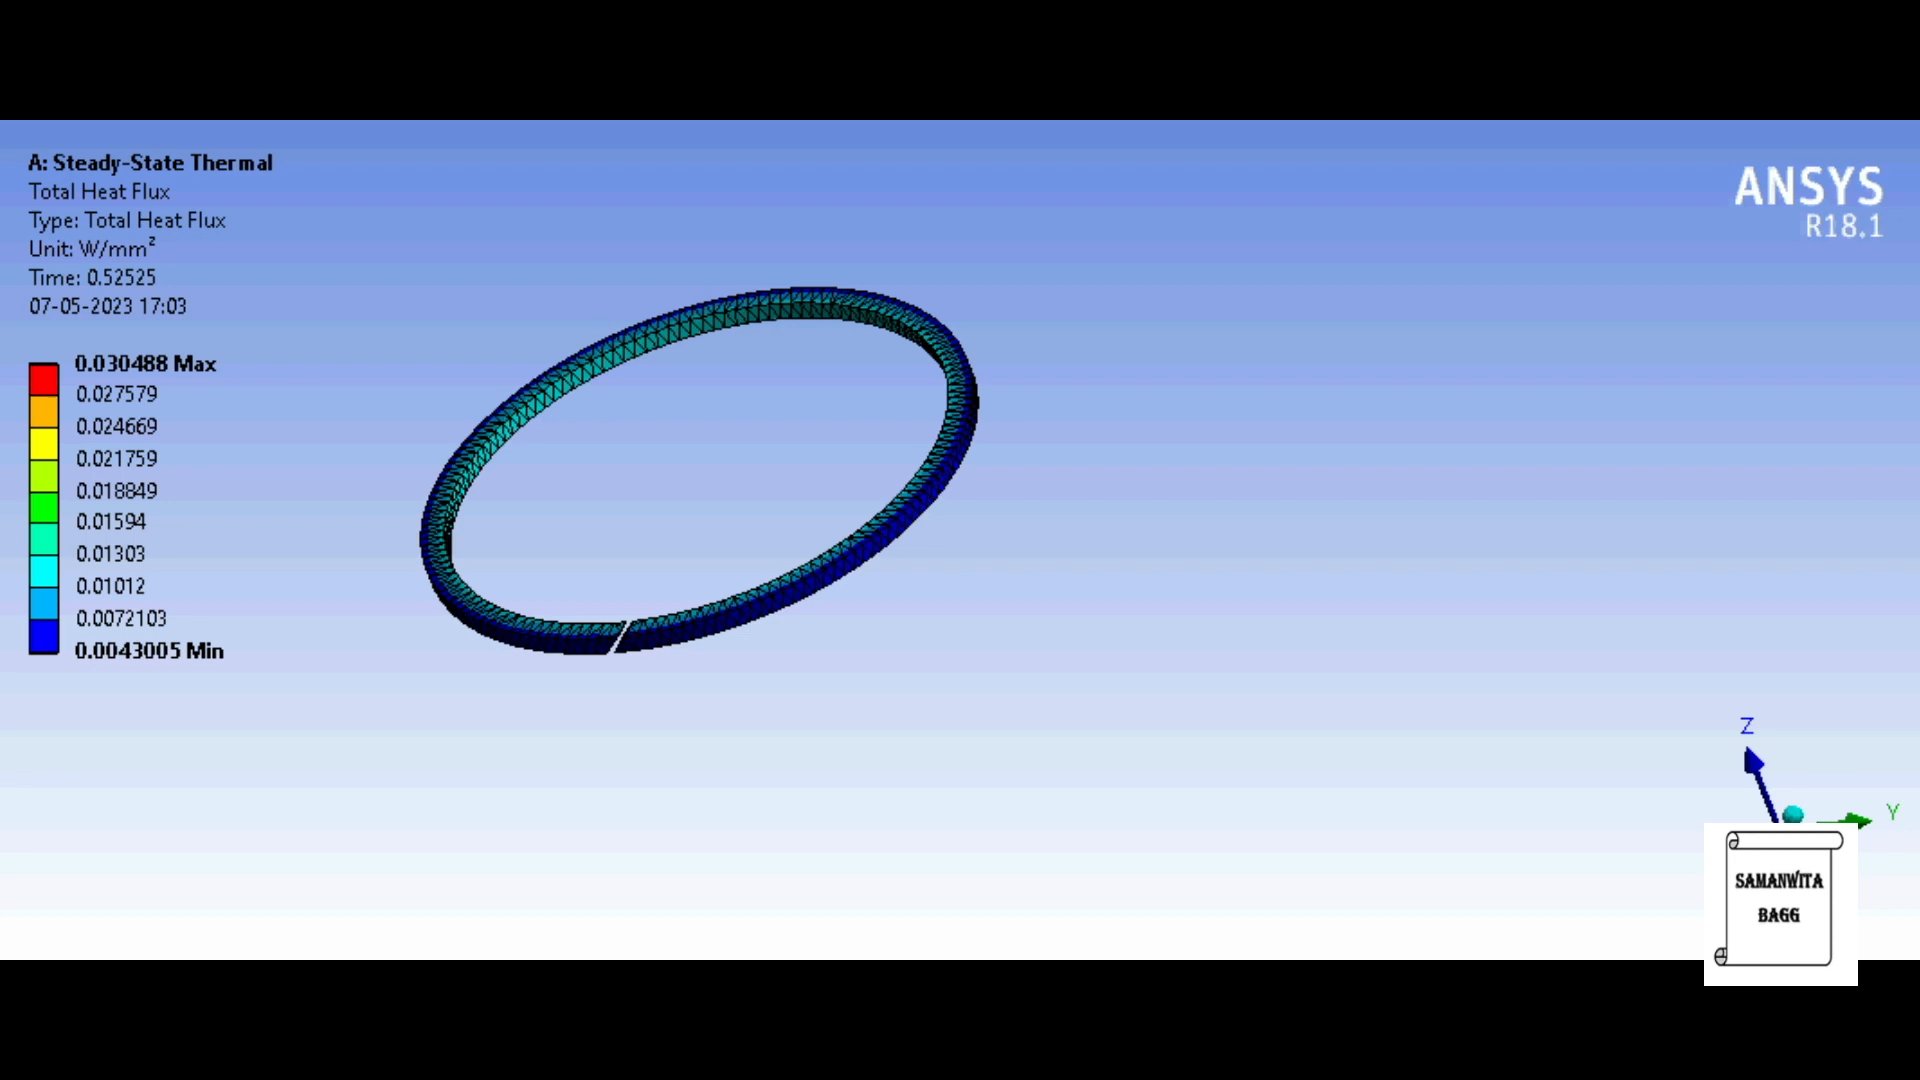 A: Steady-State Thermal
Total Heat Flux
Type: Total Heat Flux
Unit: W/mm²
Time: 0.52525
07-05-2023 17:03
0.030488 Max
0.027579
0.024669
0.021759
0.018849
0.01594
0.01303
0.01012
0.0072103
0.0043005 Min
ANSYS
R18.1
Z
Y
SAMANWITA
BAGG